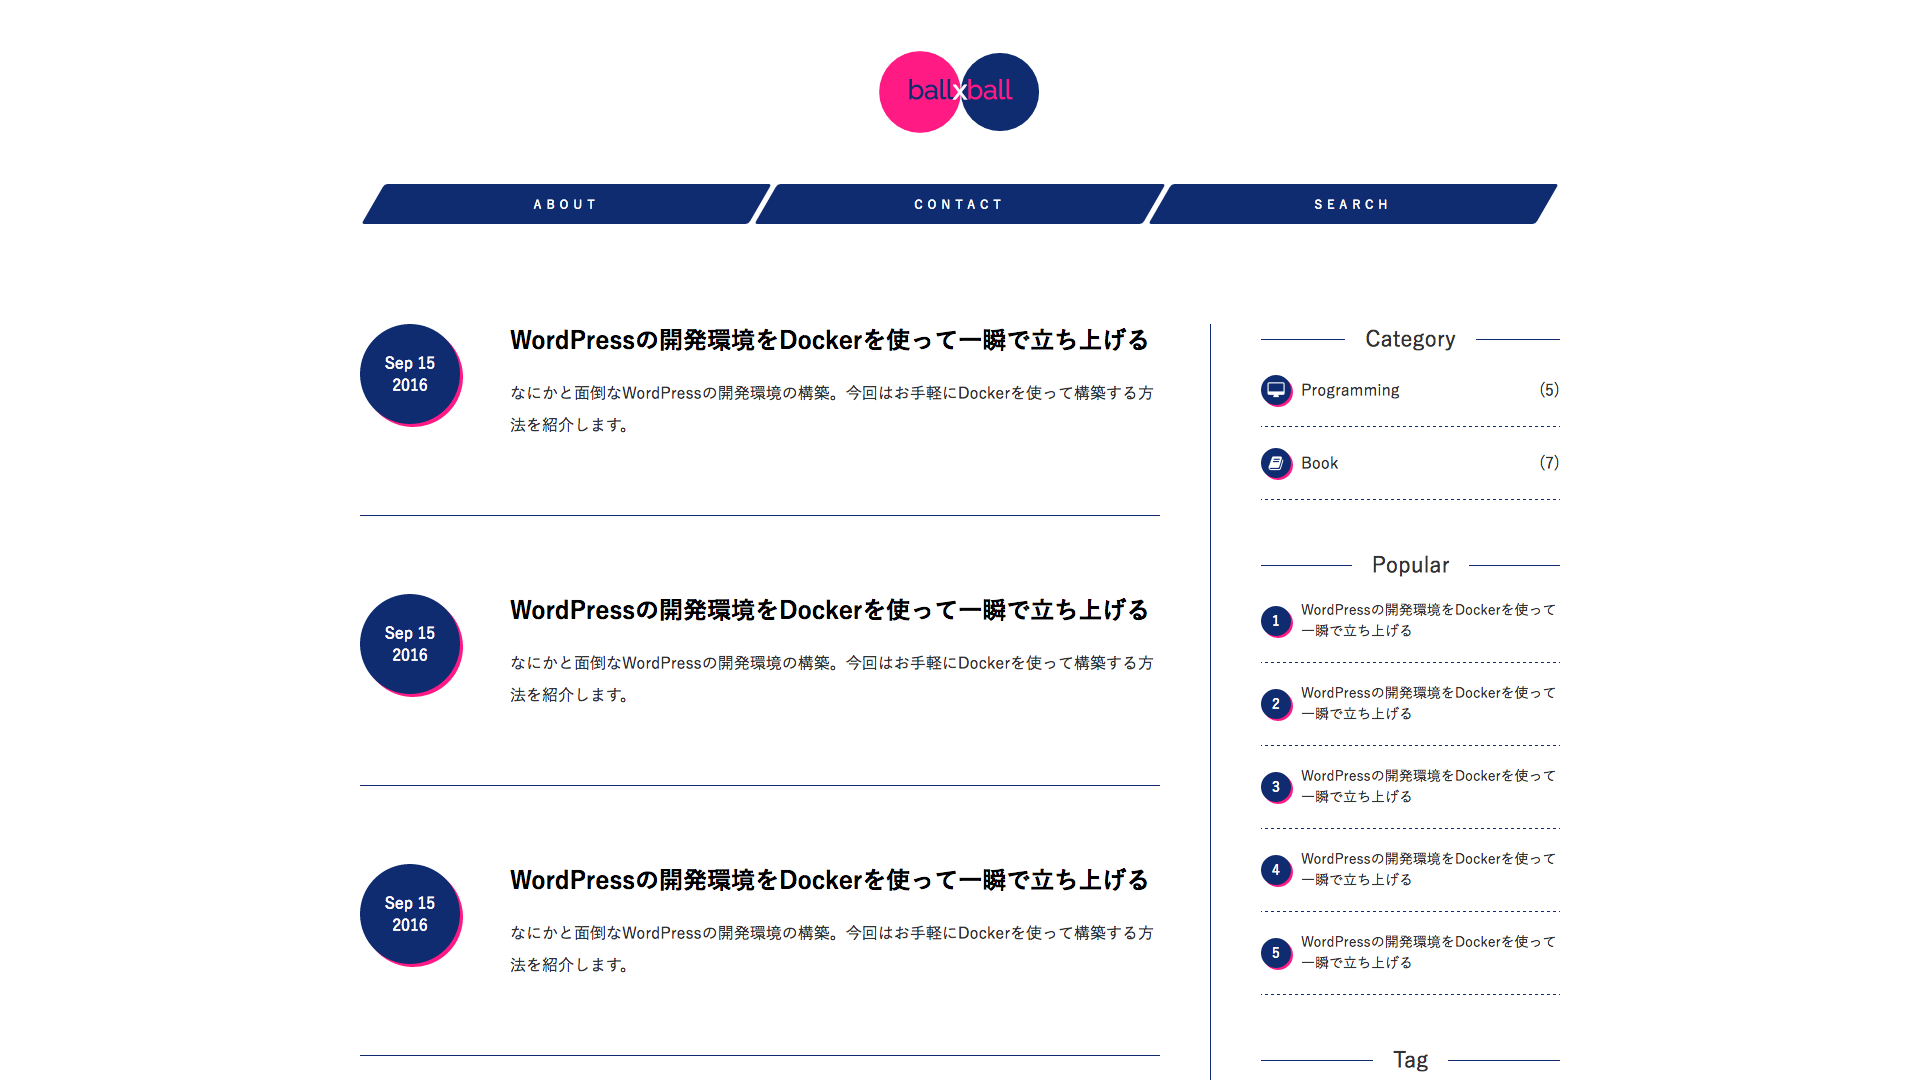 ballxball
ABOUT
CONTACT
SEARCH
Sep 15
2016
WordPressの開発環境をDockerを使って一瞬で立ち上げる
なにかと面倒なWordPressの開発環境の構築。今回はお手軽にDockerを使って構築する方
法を紹介します。
Sep 15
2016
WordPressの開発環境をDockerを使って一瞬で立ち上げる
なにかと面倒なWordPressの開発環境の構築。今回はお手軽にDockerを使って構築する方
法を紹介します。
Sep 15
2016
WordPressの開発環境をDockerを使って一瞬で立ち上げる
なにかと面倒なWordPressの開発環境の構築。今回はお手軽にDockerを使って構築する方
法を紹介します。
Category
Programming (5)
Book (7)
Popular
1
WordPressの開発環境をDockerを使って
一瞬で立ち上げる
2
WordPressの開発環境をDockerを使って
一瞬で立ち上げる
3
WordPressの開発環境をDockerを使って
一瞬で立ち上げる
4
WordPressの開発環境をDockerを使って
一瞬で立ち上げる
5
WordPressの開発環境をDockerを使って
一瞬で立ち上げる
Tag